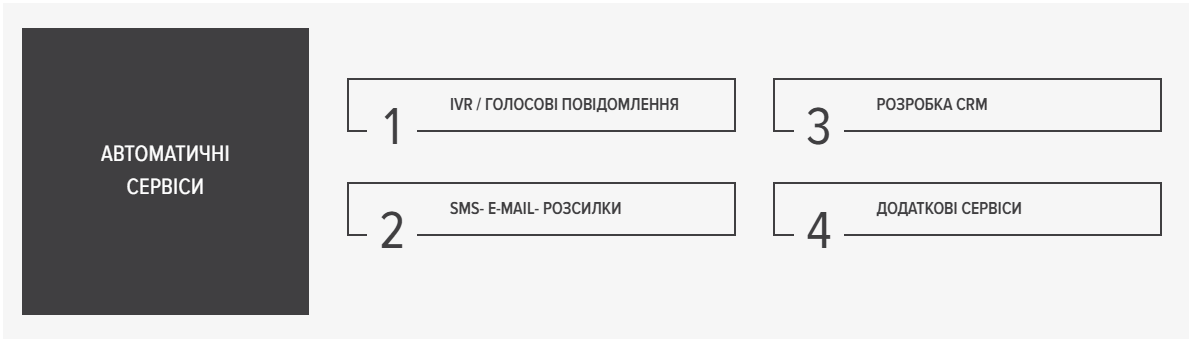 АВТОМАТИЧНІ
СЕРВІСИ
1
IVR / ГОЛОСОВІ ПОВІДОМЛЕННЯ
2
SMS- E-MAIL- РОЗСИЛКИ
3
РОЗРОБКА CRM
4
ДОДАТКОВІ СЕРВІСИ